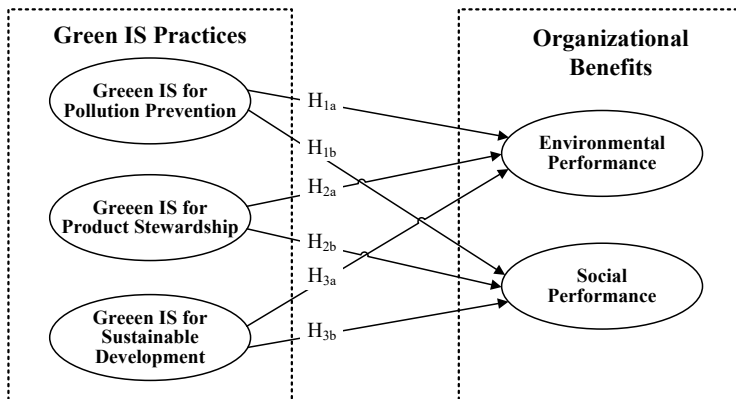 Green IS Practices
Greeen IS for
Pollution Prevention
Greeen IS for
Product Stewardship
Greeen IS for
Sustainable
Development
H1a
H1b
H2a
H2b
H3a
H3b
Organizational
Benefits
Environmental
Performance
Social
Performance